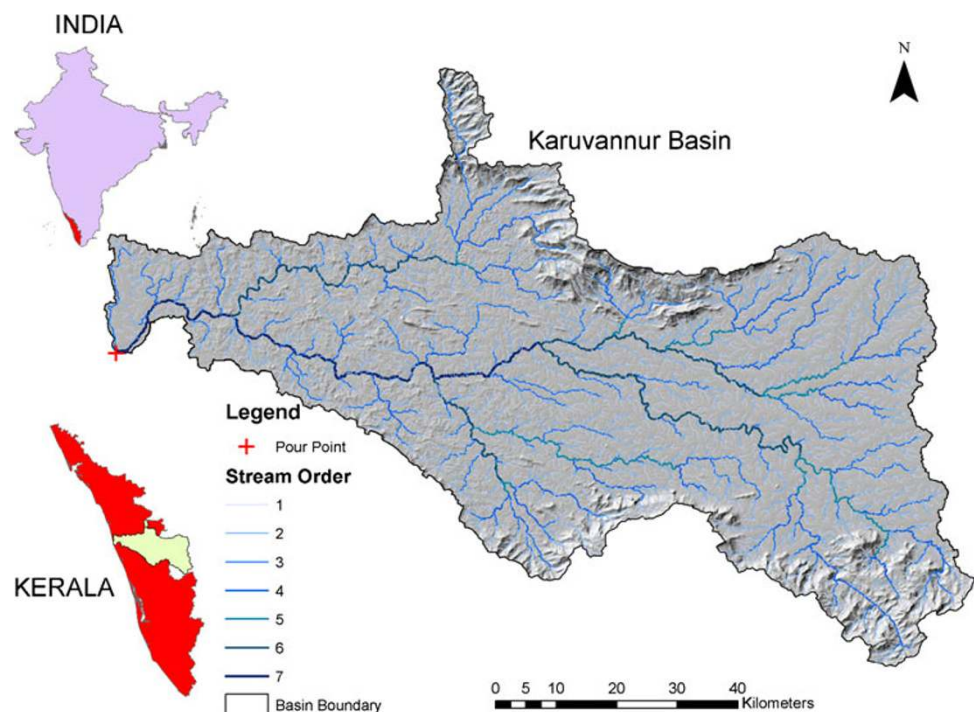 INDIA
N
Karuvannur Basin
Legend
Pour Point
Stream Order
1
2
3
4
5
6
7
Basin Boundary
KERALA
0 5 10 20 30 40
Kilometers